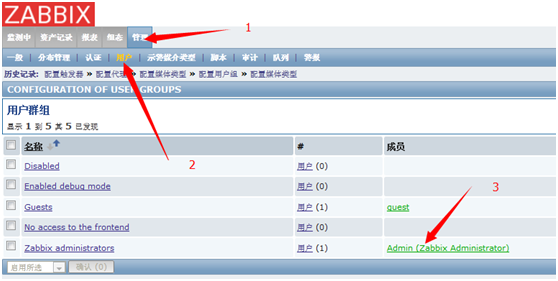 ZABBIX
监测中 资产记录 报表 组态 管理
1
一般 | 分布管理 | 认证 | 用户 | 示警媒介类型 | 脚本 | 审计 | 队列 | 警报
历史记录: 配置触发器 » 配置代理 » 配置媒体类型 » 配置用户组 » 配置媒体类型
CONFIGURATION OF USER GROUPS
用户群组
显示 1 到 5 其 5 已发现
名称 # 成员
2
Disabled 用户 (0)
Enabled debug mode 用户 (0)
3
Guests 用户 (1) guest
No access to the frontend 用户 (0)
Zabbix administrators 用户 (1) Admin (Zabbix Administrator)
启用所选 确认 (0)